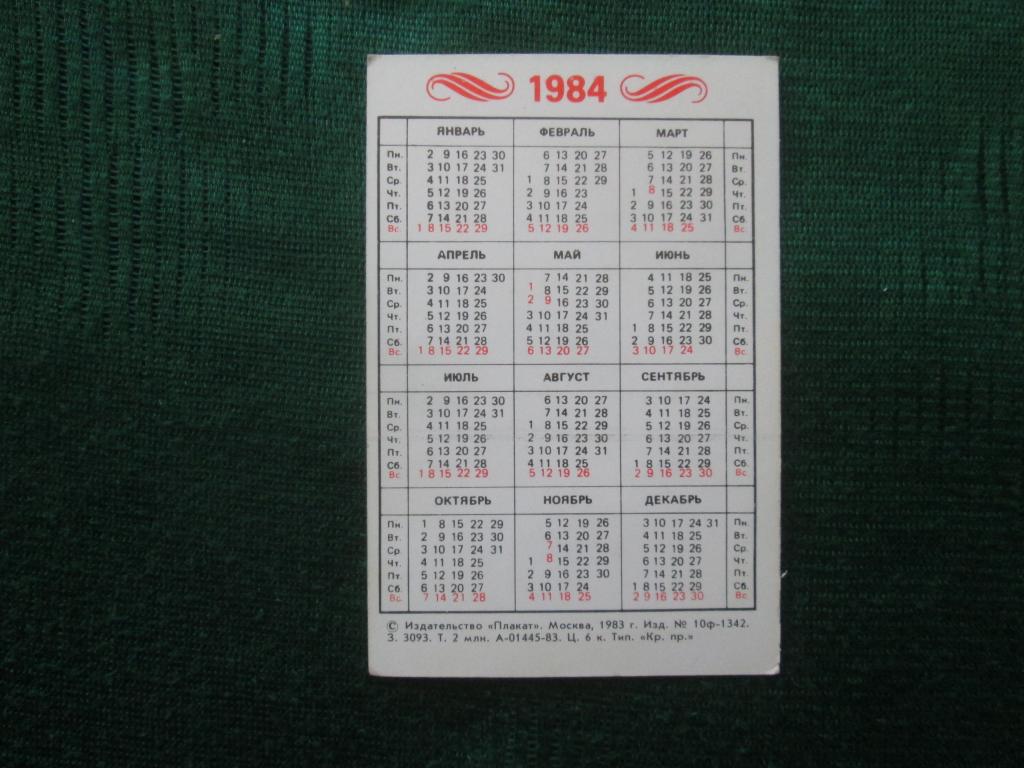 1984
ЯНВАРЬ ФЕВРАЛЬ МАРТ
Пн. 2 9 16 23 30 6 13 20 27 5 12 19 26 Пн.
Вт. 3 10 17 24 31 7 14 21 28 6 13 20 27 Вт.
Ср. 4 11 18 25 1 8 15 22 29 7 14 21 28 Ср.
Чт. 5 12 19 26 2 9 16 23 1 8 15 22 29 Чт.
Пт. 6 13 20 27 3 10 17 24 2 9 16 23 30 Пт.
Сб. 7 14 21 28 4 11 18 25 3 10 17 24 31 Сб.
Вс. 1 8 15 22 29 5 12 19 26 4 11 18 25 Вс.
АПРЕЛЬ МАЙ ИЮНЬ
Пн. 2 9 16 23 30 7 14 21 28 4 11 18 25 Пн.
Вт. 3 10 17 24 1 8 15 22 29 5 12 19 26 Вт.
Ср. 4 11 18 25 2 9 16 23 30 6 13 20 27 Ср.
Чт. 5 12 19 26 3 10 17 24 31 7 14 21 28 Чт.
Пт. 6 13 20 27 4 11 18 25 1 8 15 22 29 Пт.
Сб. 7 14 21 28 5 12 19 26 2 9 16 23 30 Сб.
Вс. 1 8 15 22 29 6 13 20 27 3 10 17 24 Вс.
ИЮЛЬ АВГУСТ СЕНТЯБРЬ
Пн. 2 9 16 23 30 6 13 20 27 3 10 17 24 Пн.
Вт. 3 10 17 24 31 7 14 21 28 4 11 18 25 Вт.
Ср. 4 11 18 25 1 8 15 22 29 5 12 19 26 Ср.
Чт. 5 12 19 26 2 9 16 23 30 6 13 20 27 Чт.
Пт. 6 13 20 27 3 10 17 24 31 7 14 21 28 Пт.
Сб. 7 14 21 28 4 11 18 25 1 8 15 22 29 Сб.
Вс. 1 8 15 22 29 5 12 19 26 2 9 16 23 30 Вс.
ОКТЯБРЬ НОЯБРЬ ДЕКАБРЬ
Пн. 1 8 15 22 29 5 12 19 26 3 10 17 24 31 Пн.
Вт. 2 9 16 23 30 6 13 20 27 4 11 18 25 Вт.
Ср. 3 10 17 24 31 7 14 21 28 5 12 19 26 Ср.
Чт. 4 11 18 25 1 8 15 22 29 6 13 20 27 Чт.
Пт. 5 12 19 26 2 9 16 23 30 7 14 21 28 Пт.
Сб. 6 13 20 27 3 10 17 24 1 8 15 22 29 Сб.
Вс. 7 14 21 28 4 11 18 25 2 9 16 23 30 Вс.
© Издательство «Плакат». Москва, 1983 г. Изд. № 10ф-1342.
З. 3093. Т. 2 млн. А-01445-83. Ц. 6 к. Тип. «Кр. пр.»